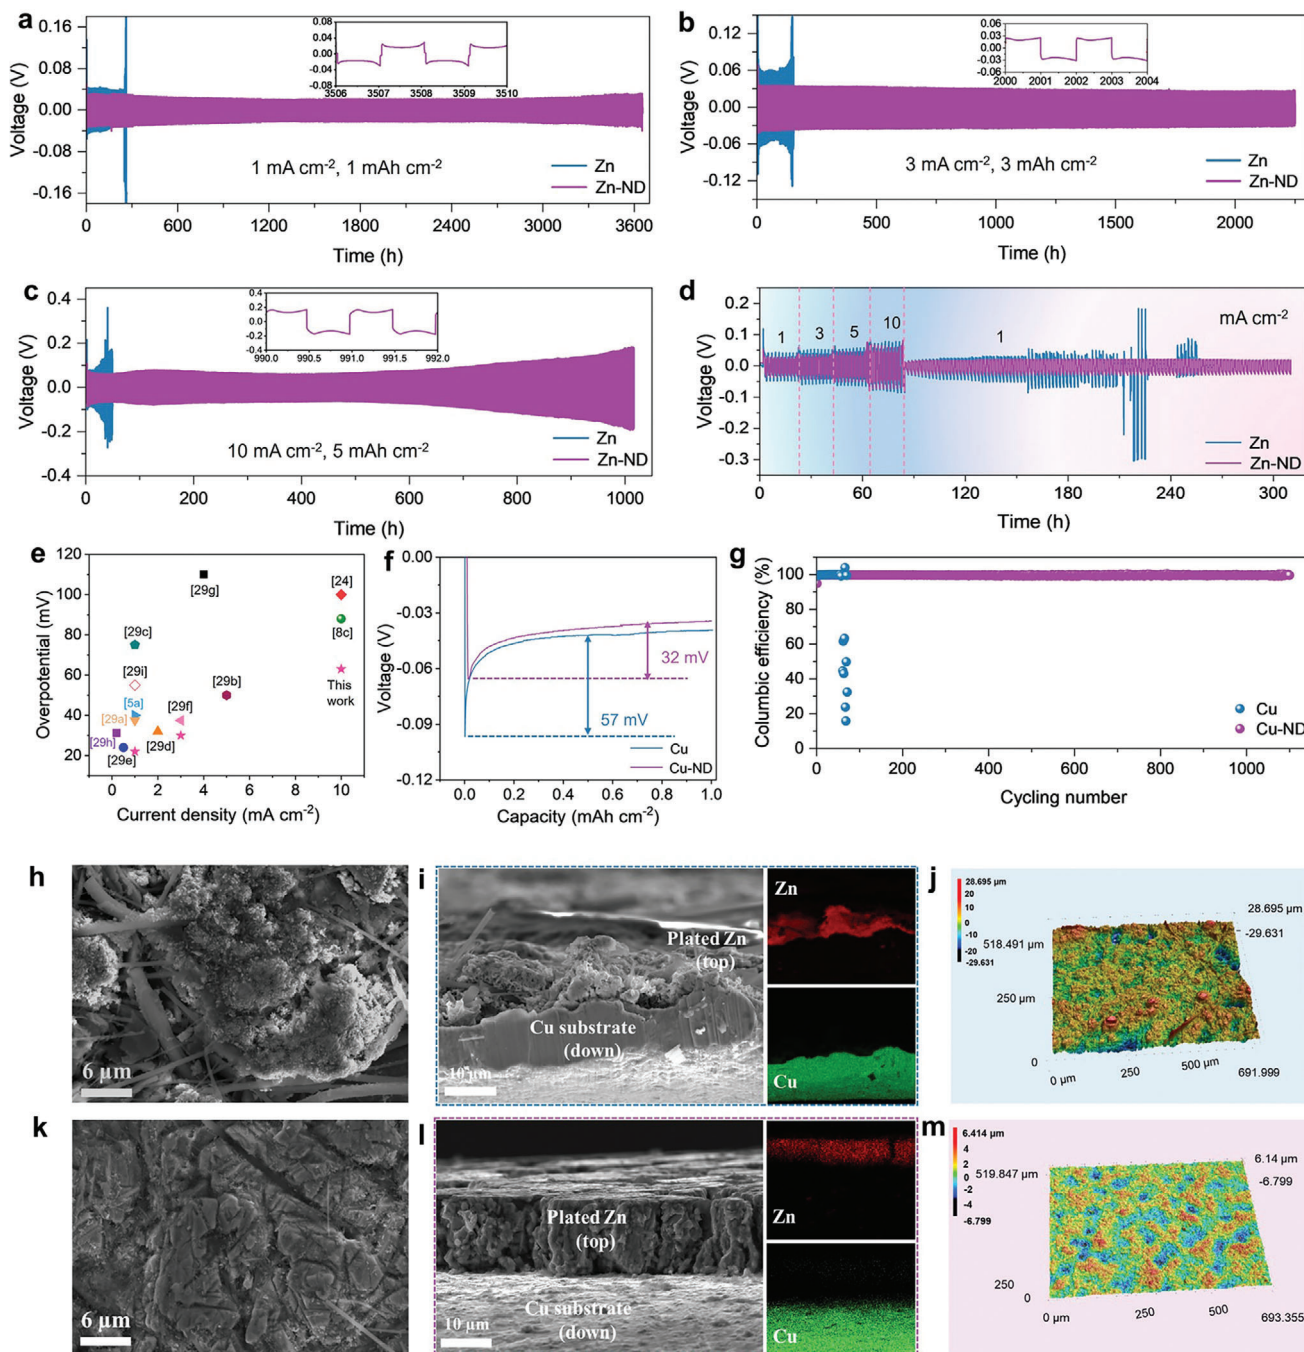 a
0.16
0.08
0.00
-0.08
-0.16
Voltage (V)
0.08
0.04
0.00
-0.04
-0.08
3506 3507 3508 3509 3510
1 mA cm-2, 1 mAh cm-2
Zn
Zn-ND
0 600 1200 1800 2400 3000 3600
Time (h)
b
0.12
0.06
0.00
-0.06
-0.12
Voltage (V)
0.06
0.03
0.00
-0.03
-0.06
2000 2001 2002 2003 2004
3 mA cm-2, 3 mAh cm-2
Zn
Zn-ND
0 500 1000 1500 2000
Time (h)
c
0.4
0.2
0.0
-0.2
-0.4
Voltage (V)
0.4
0.2
0.0
-0.2
-0.4
990.0 990.5 991.0 991.5 992.0
10 mA cm-2, 5 mAh cm-2
Zn
Zn-ND
0 200 400 600 800 1000
Time (h)
d
0.2
0.1
0.0
-0.1
-0.2
-0.3
Voltage (V)
1 3 5 10 1
mA cm-2
Zn
Zn-ND
0 60 120 180 240 300
Time (h)
e
120
100
80
60
40
20
Overpotential (mV)
[29g]
[24]
[8c]
[29c]
This
work
[29i]
[29b]
[5a]
[29a]
[29f]
[29h]
[29d]
[29e]
0 2 4 6 8 10
Current density (mA cm-2)
f
0.00
-0.03
-0.06
-0.09
-0.12
Voltage (V)
32 mV
57 mV
Cu
Cu-ND
0.0 0.2 0.4 0.6 0.8 1.0
Capacity (mAh cm-2)
g
100
80
60
40
20
0
Columbic efficiency (%)
Cu
Cu-ND
0 200 400 600 800 1000
Cycling number
h
6 μm
i
Plated Zn
(top)
Cu substrate
(down)
10 μm
Zn
Cu
j
28.695 μm
20
10
0
-10
-20
-29.631
28.695 μm
-29.631
518.491 μm
250 μm
0
0 μm
250
500 μm
691.999
k
6 μm
l
Plated Zn
(top)
Cu substrate
(down)
10 μm
Zn
Cu
m
6.414 μm
4
2
0
-2
-4
-6.799
6.14 μm
-6.799
519.847 μm
250
0
0 μm
250
500
693.355